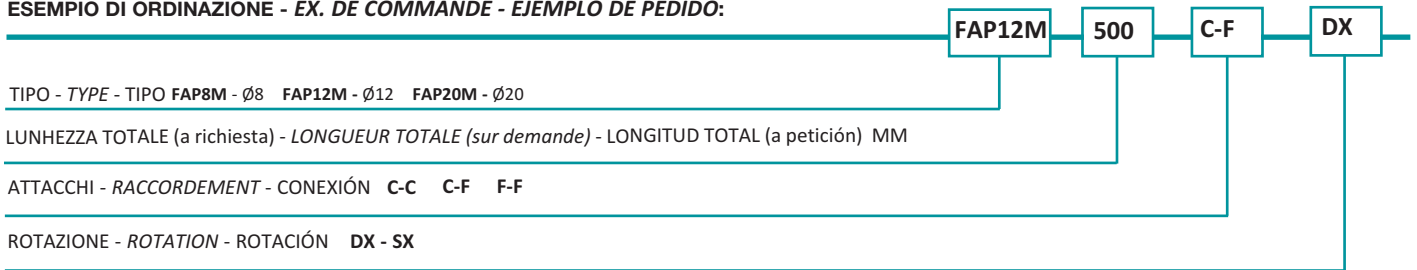 ESEMPIO DI ORDINAZIONE - EX. DE COMMANDE - EJEMPLO DE PEDIDO:
FAP12M 500 C-F DX
TIPO - TYPE - TIPO FAP8M - Ø8 FAP12M - Ø12 FAP20M - Ø20
LUNHEZZA TOTALE (a richiesta) - LONGUEUR TOTALE (sur demande) - LONGITUD TOTAL (a petición) MM
ATTACCHI - RACCORDEMENT - CONEXIÓN C-C C-F F-F
ROTAZIONE - ROTATION - ROTACIÓN DX - SX